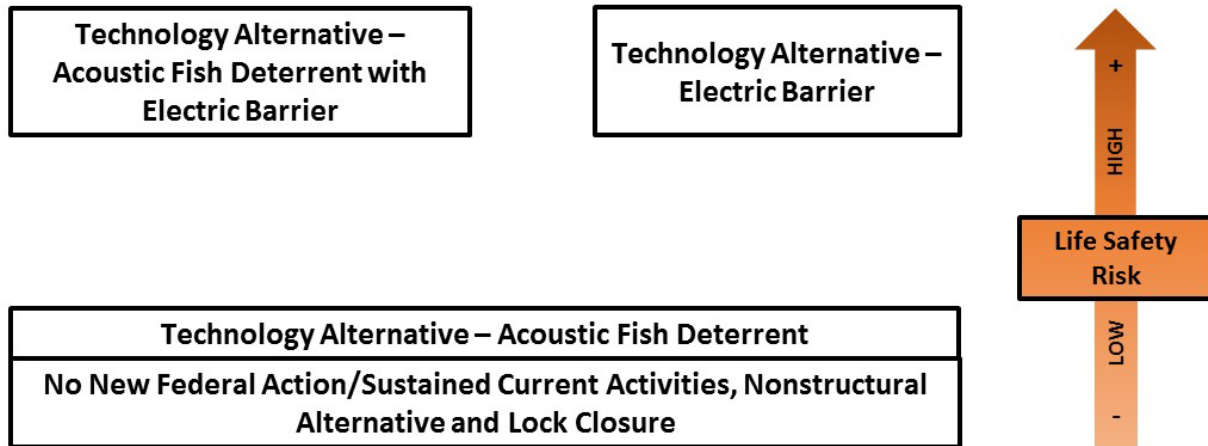 Technology Alternative –
Acoustic Fish Deterrent with
Electric Barrier
Technology Alternative –
Electric Barrier
+
HIGH
Life Safety
Risk
LOW
-
Technology Alternative – Acoustic Fish Deterrent
No New Federal Action/Sustained Current Activities, Nonstructural
Alternative and Lock Closure